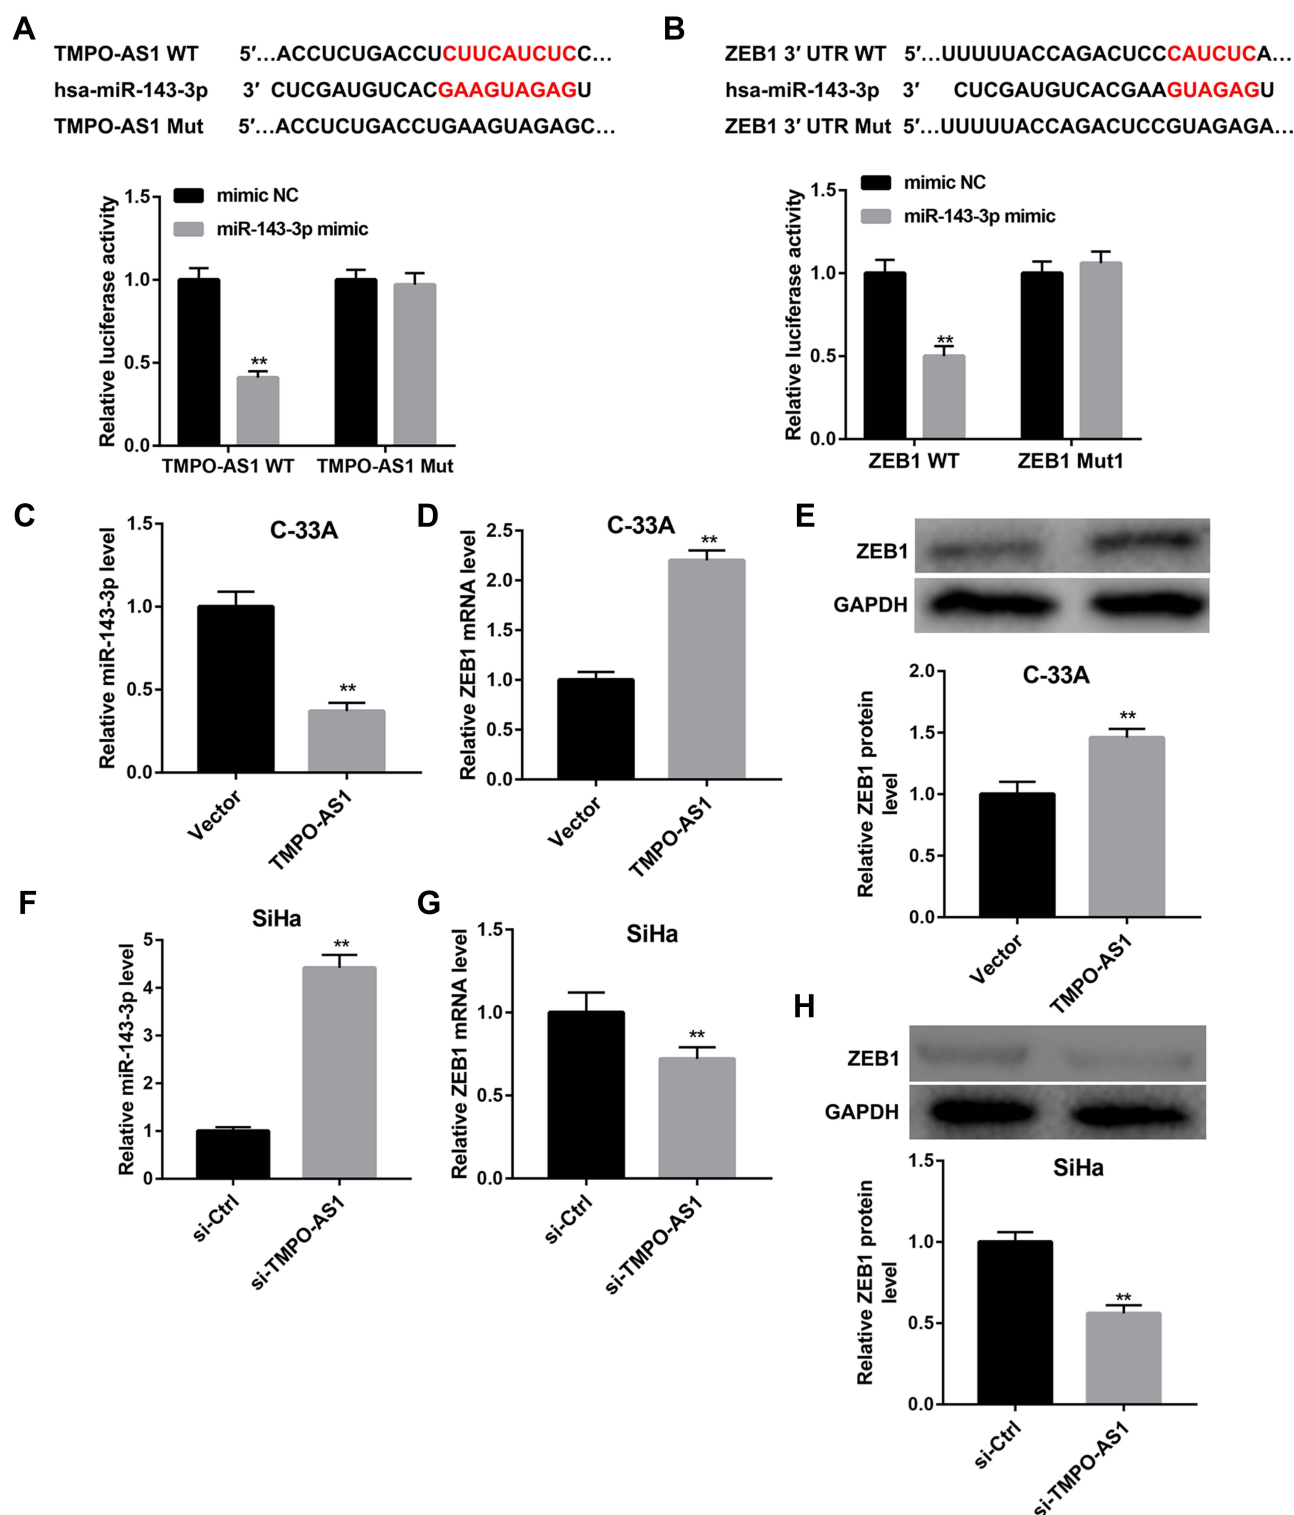 A
TMPO-AS1 WT 5′...ACCUCUGACCUCUUCAUCUCC...
hsa-miR-143-3p 3′ CUCGAUGUCACGAAGUAGAGU
TMPO-AS1 Mut 5′...ACCUCUGACCUGAAGUAGAGC...
1.5
1.0
0.5
0.0
Relative luciferase activity
mimic NC
miR-143-3p mimic
**
TMPO-AS1 WT
TMPO-AS1 Mut
B
ZEB1 3′ UTR WT 5′...UUUUUACCAGACUCCCAUCUCA...
hsa-miR-143-3p 3′ CUCGAUGUCACGAAGUAGAGU
ZEB1 3′ UTR Mut 5′...UUUUUACCAGACUCCGUAGAGA...
1.5
1.0
0.5
0.0
Relative luciferase activity
mimic NC
miR-143-3p mimic
**
ZEB1 WT
ZEB1 Mut1
C
C-33A
1.5
1.0
0.5
0.0
Relative miR-143-3p level
**
Vector
TMPO-AS1
D
C-33A
2.5
2.0
1.5
1.0
0.5
0.0
Relative ZEB1 mRNA level
**
Vector
TMPO-AS1
E
ZEB1
GAPDH
C-33A
2.0
1.5
1.0
0.5
0.0
Relative ZEB1 protein
level
**
Vector
TMPO-AS1
F
SiHa
5
4
3
2
1
0
Relative miR-143-3p level
**
si-Ctrl
si-TMPO-AS1
G
SiHa
1.5
1.0
0.5
0.0
Relative ZEB1 mRNA level
**
si-Ctrl
si-TMPO-AS1
H
ZEB1
GAPDH
SiHa
1.5
1.0
0.5
0.0
Relative ZEB1 protein
level
**
si-Ctrl
si-TMPO-AS1